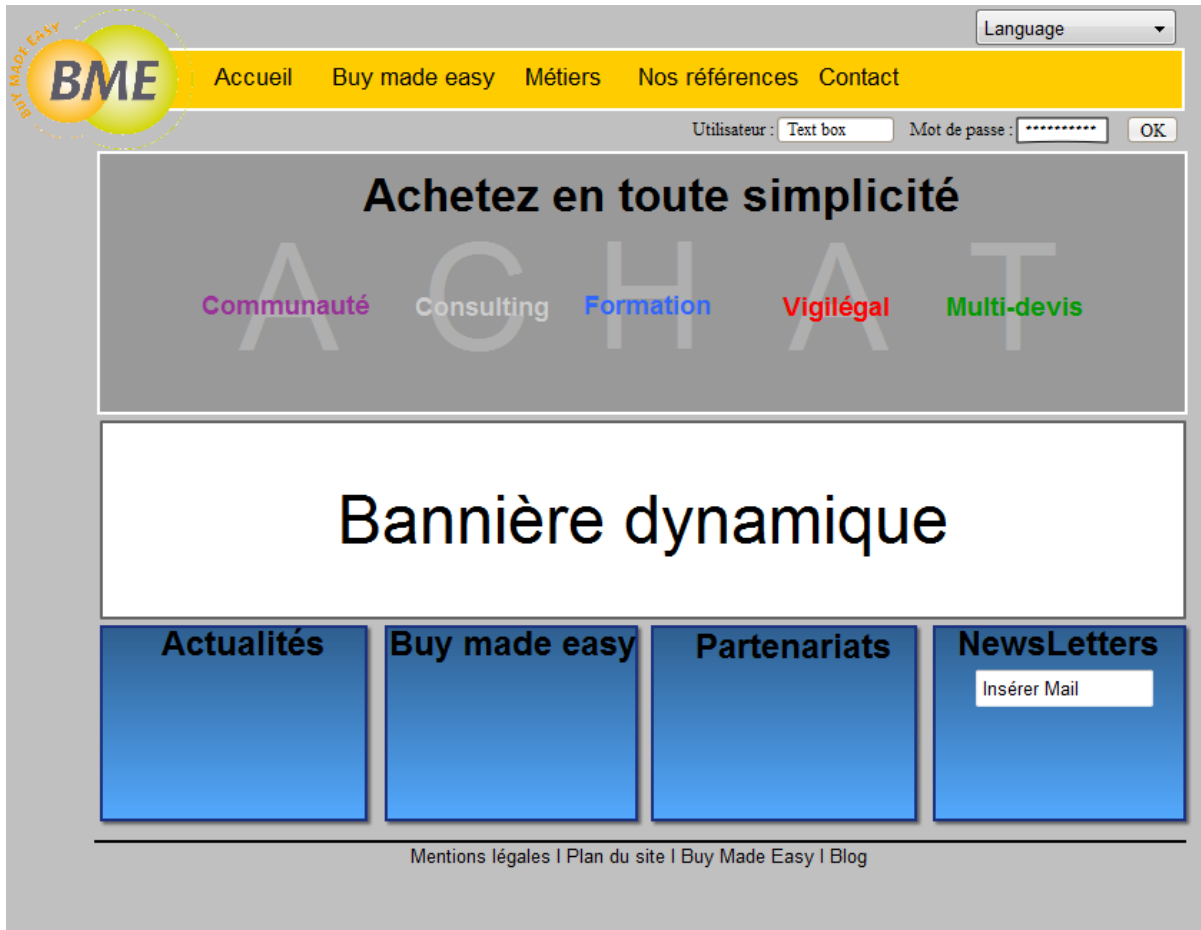 Language
BUY MADE EASY
BME
Accueil Buy made easy Métiers Nos références Contact
Utilisateur : Text box Mot de passe : ********** OK
Achetez en toute simplicité
A C H A T
Communauté Consulting Formation Vigilégal Multi-devis
Bannière dynamique
Actualités Buy made easy Partenariats NewsLetters
Insérer Mail
Mentions légales I Plan du site I Buy Made Easy I Blog